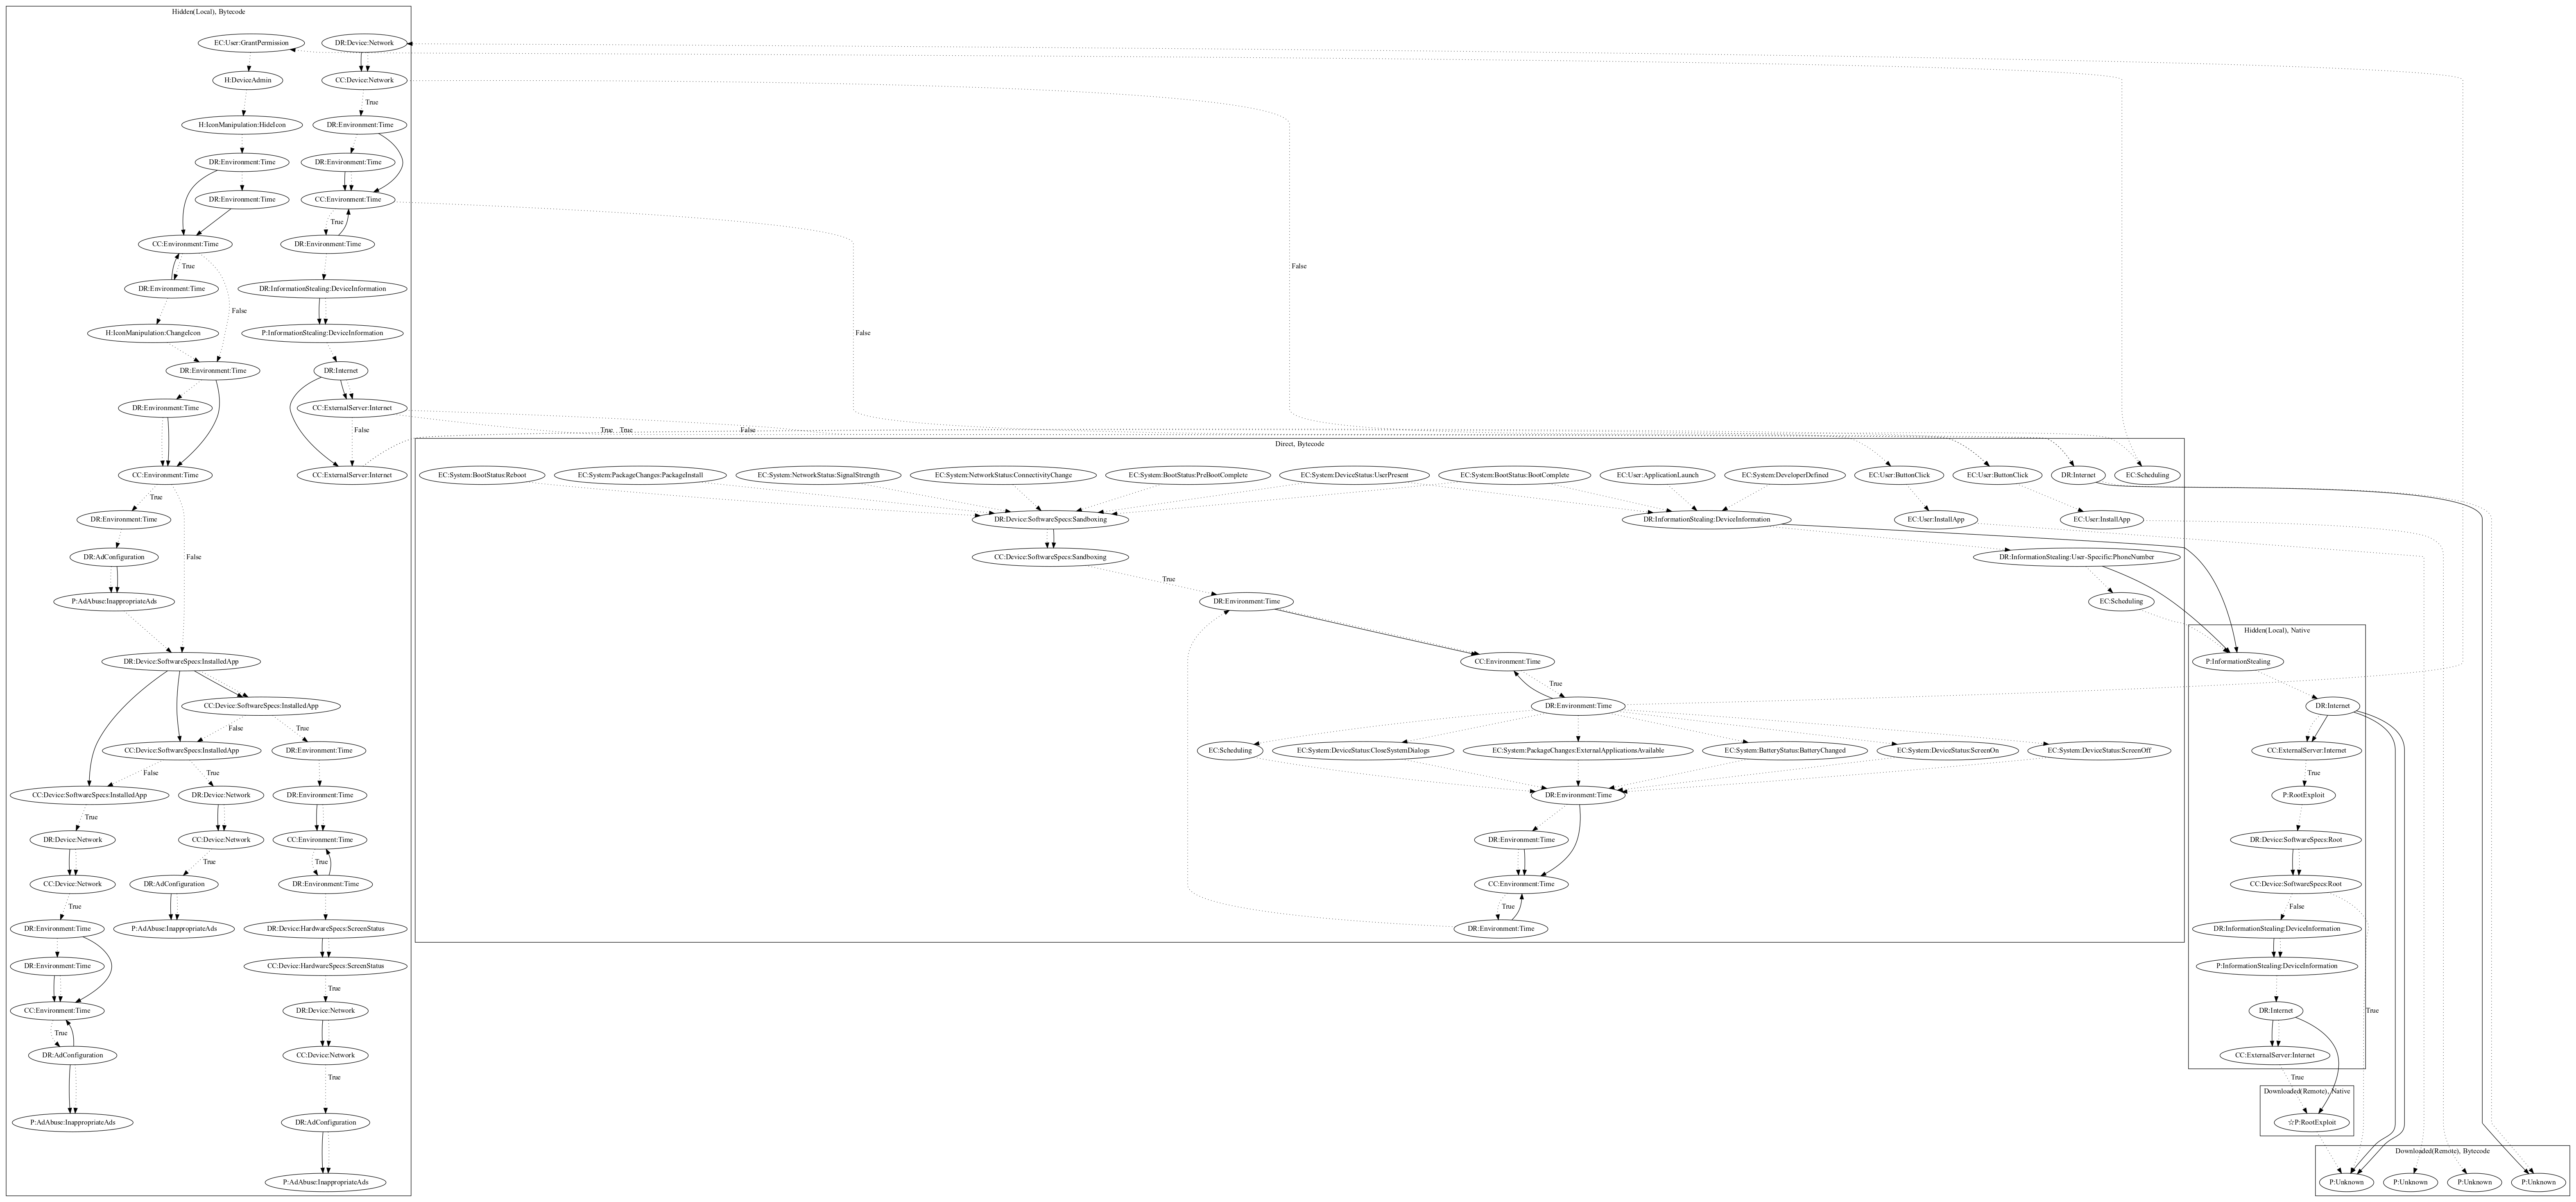 Hidden(Local), Bytecode
EC:User:GrantPermission
DR:Device:Network
H:DeviceAdmin
CC:Device:Network
True
H:IconManipulation:HideIcon
DR:Environment:Time
DR:Environment:Time
DR:Environment:Time
DR:Environment:Time
CC:Environment:Time
True
CC:Environment:Time
DR:Environment:Time
True
DR:Environment:Time
DR:InformationStealing:DeviceInformation
False
H:IconManipulation:ChangeIcon
P:InformationStealing:DeviceInformation
DR:Environment:Time
DR:Internet
DR:Environment:Time
CC:ExternalServer:Internet
False
CC:Environment:Time
CC:ExternalServer:Internet
True
DR:Environment:Time
DR:AdConfiguration
False
P:AdAbuse:InappropriateAds
DR:Device:SoftwareSpecs:InstalledApp
CC:Device:SoftwareSpecs:InstalledApp
False
True
CC:Device:SoftwareSpecs:InstalledApp
DR:Environment:Time
False
True
CC:Device:SoftwareSpecs:InstalledApp
DR:Device:Network
DR:Environment:Time
True
DR:Device:Network
CC:Device:Network
CC:Environment:Time
True
True
CC:Device:Network
DR:AdConfiguration
DR:Environment:Time
True
DR:Environment:Time
P:AdAbuse:InappropriateAds
DR:Device:HardwareSpecs:ScreenStatus
DR:Environment:Time
CC:Device:HardwareSpecs:ScreenStatus
True
CC:Environment:Time
DR:Device:Network
True
DR:AdConfiguration
CC:Device:Network
True
P:AdAbuse:InappropriateAds
DR:AdConfiguration
P:AdAbuse:InappropriateAds
False
False
True
True
False
Direct, Bytecode
EC:System:BootStatus:Reboot
EC:System:PackageChanges:PackageInstall
EC:System:NetworkStatus:SignalStrength
EC:System:NetworkStatus:ConnectivityChange
EC:System:BootStatus:PreBootComplete
EC:System:DeviceStatus:UserPresent
EC:System:BootStatus:BootComplete
EC:User:ApplicationLaunch
EC:System:DeveloperDefined
EC:User:ButtonClick
EC:User:ButtonClick
DR:Internet
EC:Scheduling
DR:Device:SoftwareSpecs:Sandboxing
DR:InformationStealing:DeviceInformation
EC:User:InstallApp
EC:User:InstallApp
CC:Device:SoftwareSpecs:Sandboxing
DR:InformationStealing:User-Specific:PhoneNumber
True
DR:Environment:Time
EC:Scheduling
CC:Environment:Time
True
DR:Environment:Time
EC:Scheduling
EC:System:DeviceStatus:CloseSystemDialogs
EC:System:PackageChanges:ExternalApplicationsAvailable
EC:System:BatteryStatus:BatteryChanged
EC:System:DeviceStatus:ScreenOn
EC:System:DeviceStatus:ScreenOff
DR:Environment:Time
DR:Environment:Time
CC:Environment:Time
True
DR:Environment:Time
Hidden(Local), Native
P:InformationStealing
DR:Internet
CC:ExternalServer:Internet
True
P:RootExploit
DR:Device:SoftwareSpecs:Root
CC:Device:SoftwareSpecs:Root
False
DR:InformationStealing:DeviceInformation
P:InformationStealing:DeviceInformation
DR:Internet
True
CC:ExternalServer:Internet
True
Downloaded(Remote), Native
☆P:RootExploit
Downloaded(Remote), Bytecode
P:Unknown
P:Unknown
P:Unknown
P:Unknown